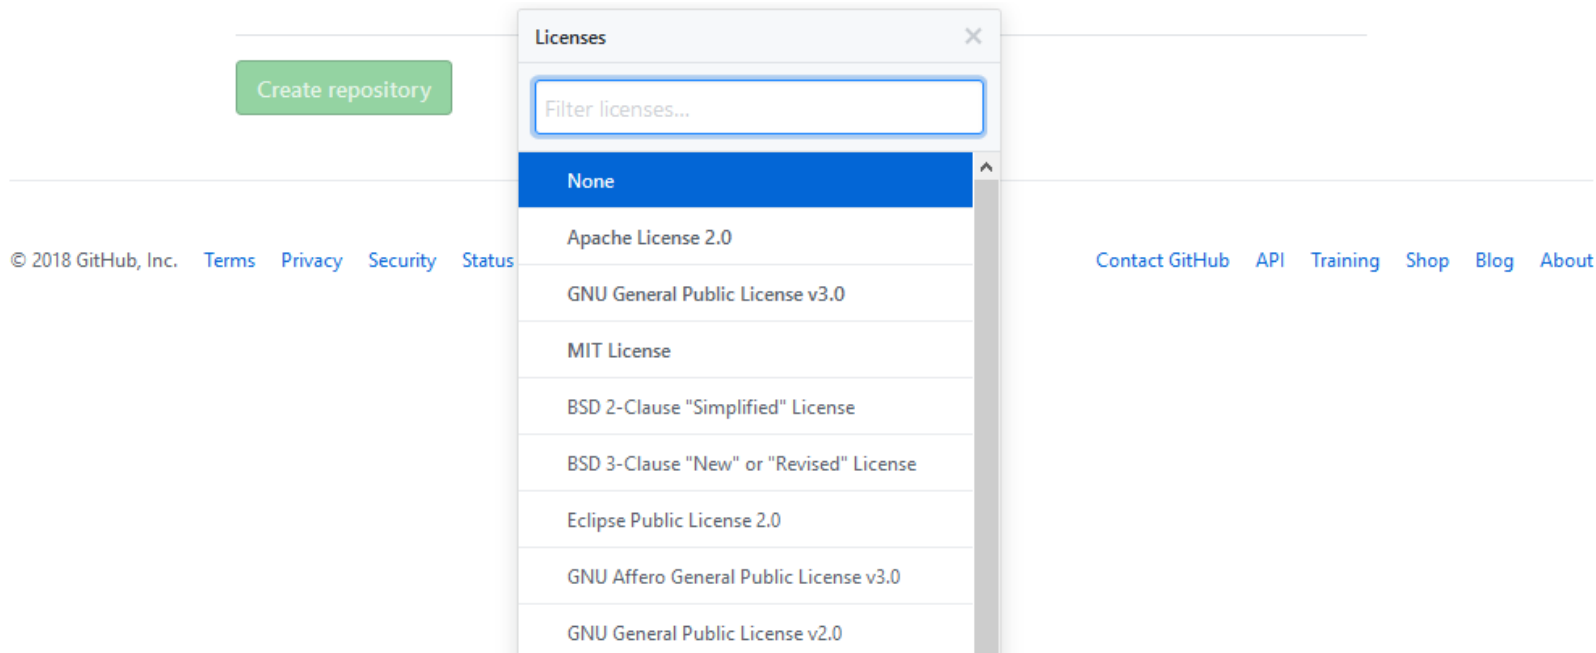 Licenses
Create repository
Filter licenses...
None
Apache License 2.0
GNU General Public License v3.0
MIT License
BSD 2-Clause "Simplified" License
BSD 3-Clause "New" or "Revised" License
Eclipse Public License 2.0
GNU Affero General Public License v3.0
GNU General Public License v2.0
© 2018 GitHub, Inc. Terms Privacy Security Status
Contact GitHub API Training Shop Blog About